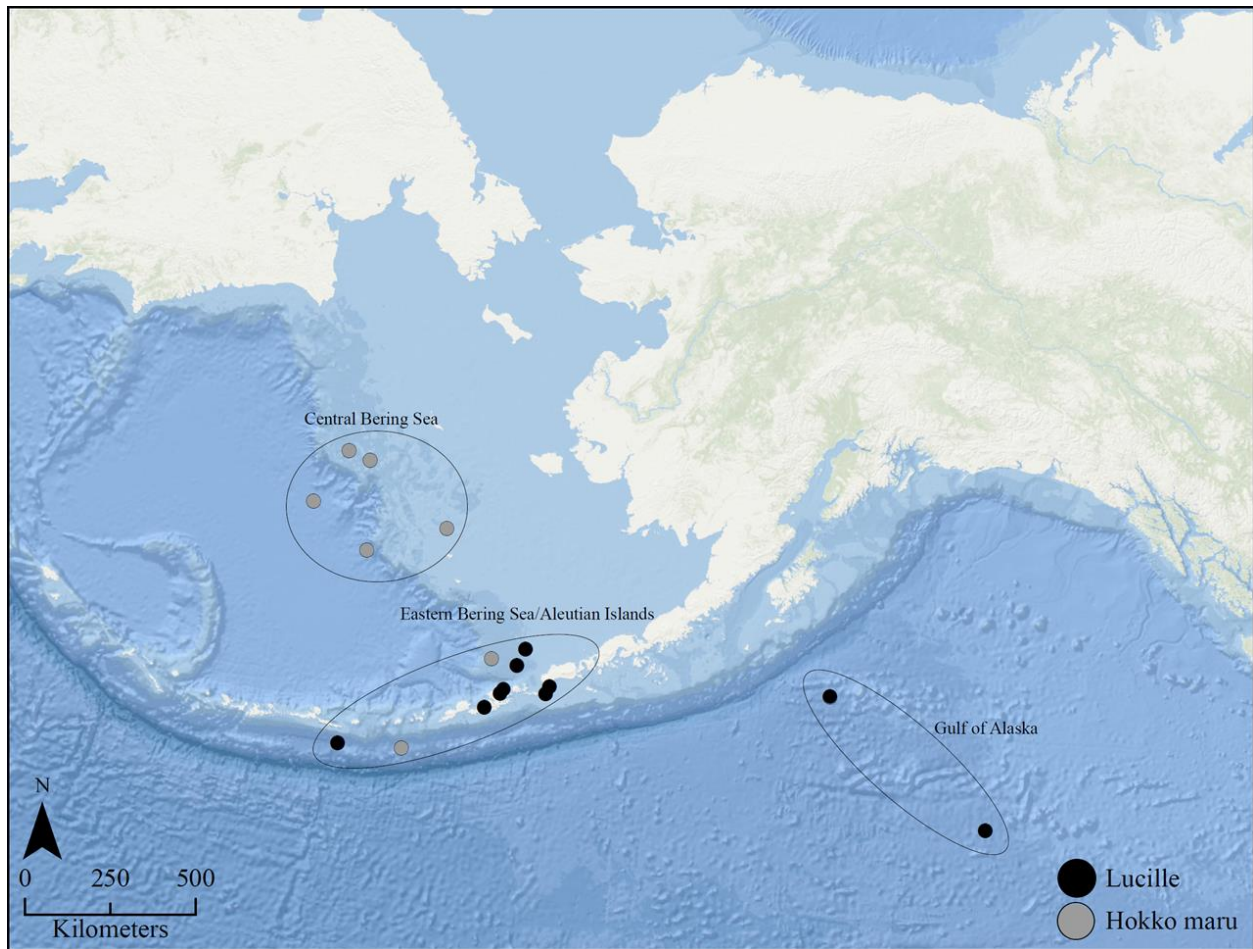 Central Bering Sea
Eastern Bering Sea/Aleutian Islands
Gulf of Alaska
N
0 250 500
Kilometers
Lucille
Hokko maru